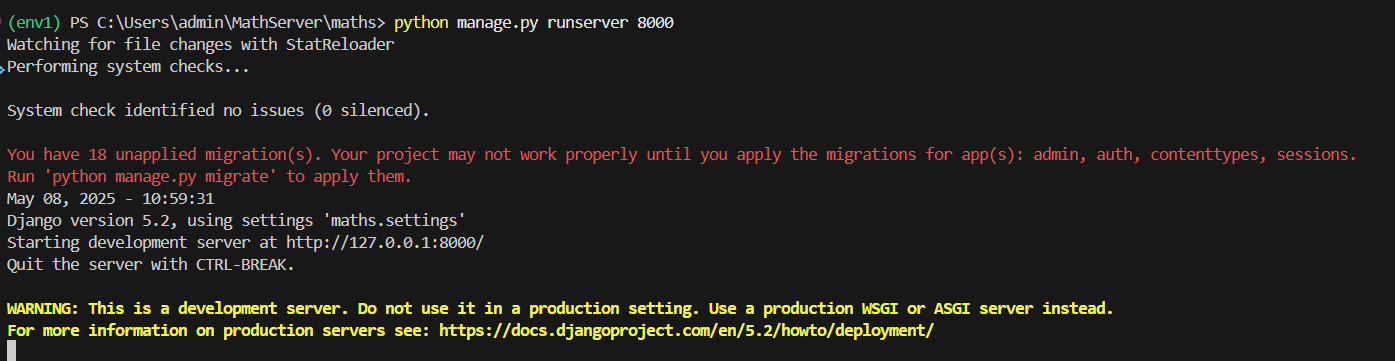 (env1) PS C:\Users\admin\MathServer\maths> python manage.py runserver 8000
Watching for file changes with StatReloader
Performing system checks...
System check identified no issues (0 silenced).
You have 18 unapplied migration(s). Your project may not work properly until you apply the migrations for app(s): admin, auth, contenttypes, sessions.
Run 'python manage.py migrate' to apply them.
May 08, 2025 - 10:59:31
Django version 5.2, using settings 'maths.settings'
Starting development server at http://127.0.0.1:8000/
Quit the server with CTRL-BREAK.
WARNING: This is a development server. Do not use it in a production setting. Use a production WSGI or ASGI server instead.
For more information on production servers see: https://docs.djangoproject.com/en/5.2/howto/deployment/